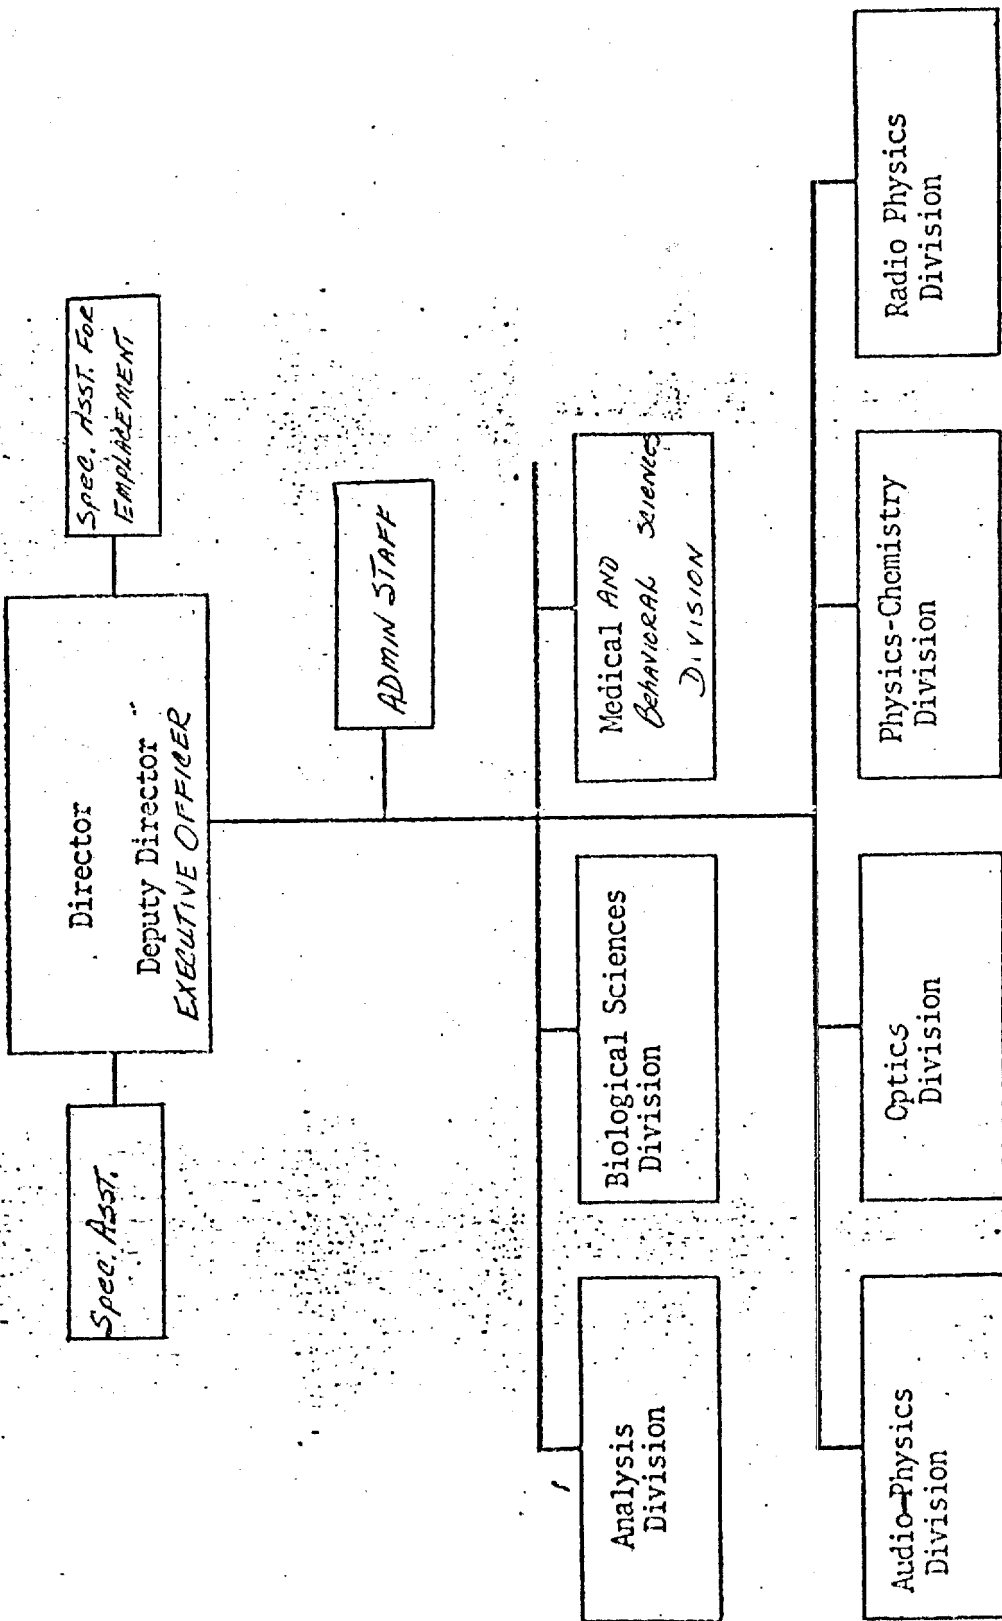 Director
Deputy Director
EXECUTIVE OFFICER
Spec. Asst.
Spec. Asst. For
EMPLACEMENT
ADMIN STAFF
Analysis
Division
Biological Sciences
Division
Medical AND
Behavioral Sciences
Division
Audio-Physics
Division
Optics
Division
Physics-Chemistry
Division
Radio Physics
Division